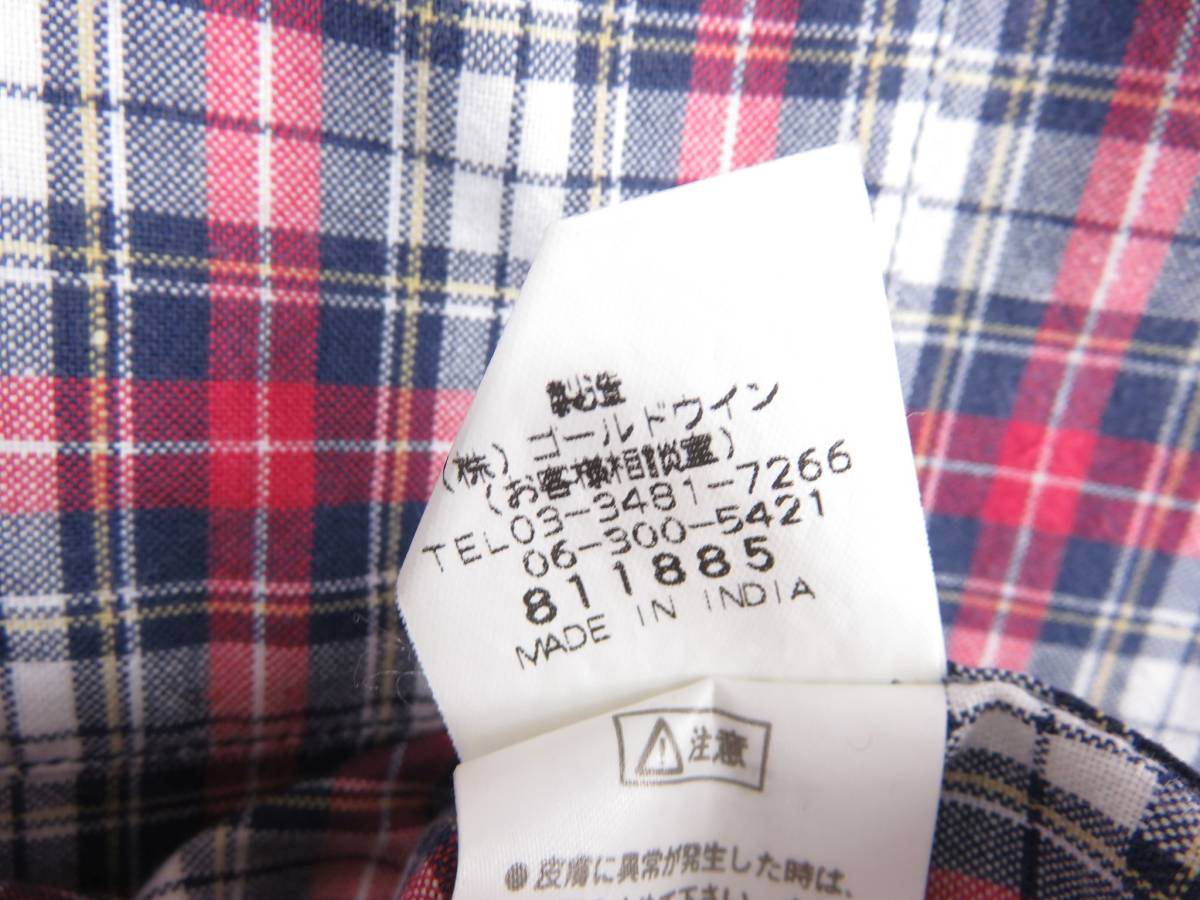 製造
(株)ゴールドウイン
(お客様相談室)
TEL03-3481-7266
06-300-5421
811885
MADE IN INDIA
注意
●皮膚に異常が発生した時は、